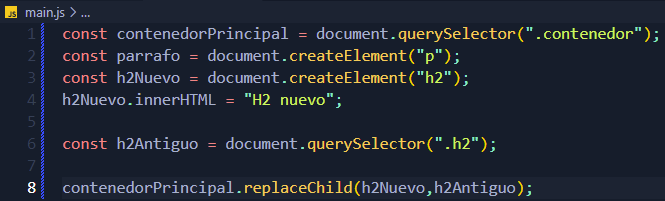 JS main.js > ...
1 const contenedorPrincipal = document.querySelector(".contenedor");
2 const parrafo = document.createElement("p");
3 const h2Nuevo = document.createElement("h2");
4 h2Nuevo.innerHTML = "H2 nuevo";
5
6 const h2Antiguo = document.querySelector(".h2");
7
8 contenedorPrincipal.replaceChild(h2Nuevo,h2Antiguo);